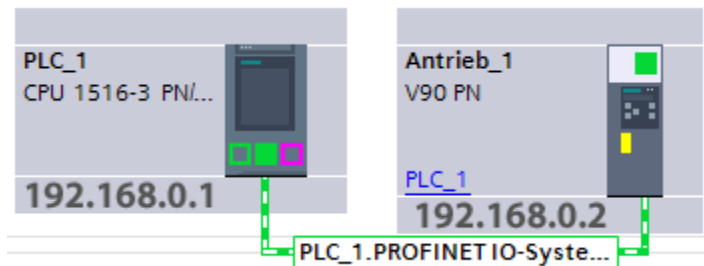 PLC_1
CPU 1516-3 PN/...
192.168.0.1
Antrieb_1
V90 PN
PLC_1
192.168.0.2
PLC_1.PROFINET IO-Syste...